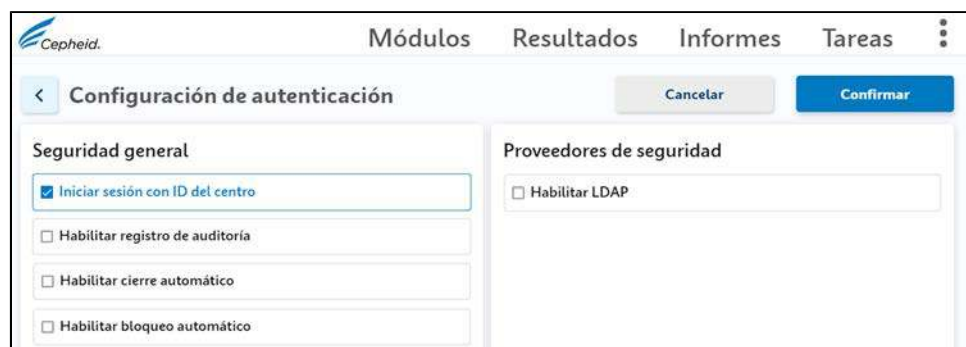 Cepheid.
Módulos Resultados Informes Tareas
Configuración de autenticación
Cancelar
Confirmar
Seguridad general
Iniciar sesión con ID del centro
Habilitar registro de auditoría
Habilitar cierre automático
Habilitar bloqueo automático
Proveedores de seguridad
Habilitar LDAP